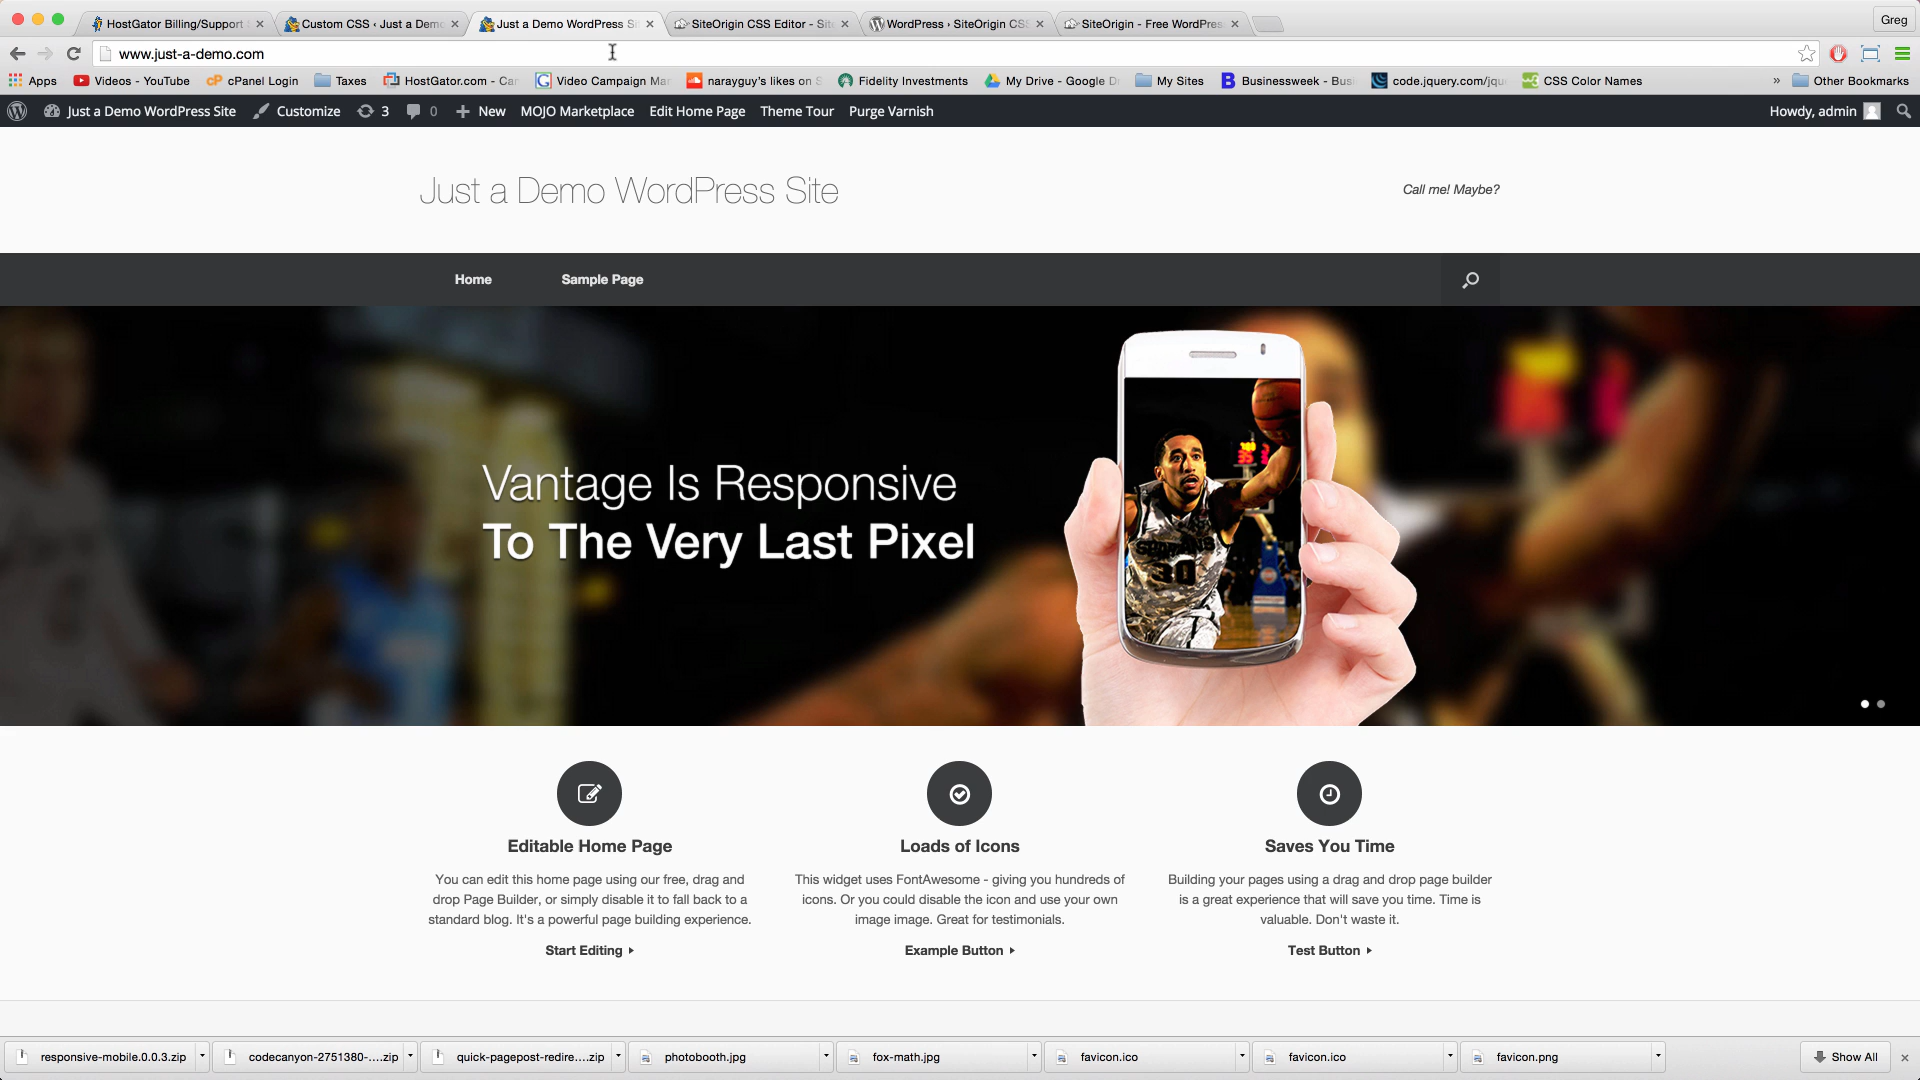 HostGator Billing/Support
Custom CSS ‹ Just a Demo
Just a Demo WordPress Si
SiteOrigin CSS Editor - Site
WordPress › SiteOrigin CSS
SiteOrigin - Free WordPress
Greg
www.just-a-demo.com
Apps
Videos - YouTube
cPanel Login
Taxes
HostGator.com - Car
Video Campaign Mar
narayguy's likes on S
Fidelity Investments
My Drive - Google D
My Sites
Businessweek - Bus
code.jquery.com/jqu
CSS Color Names
»
Other Bookmarks
Just a Demo WordPress Site
Customize
3
0
New
MOJO Marketplace
Edit Home Page
Theme Tour
Purge Varnish
Howdy, admin
Just a Demo WordPress Site
Call me! Maybe?
Home
Sample Page
Vantage Is Responsive
To The Very Last Pixel
30
Editable Home Page
You can edit this home page using our free, drag and
drop Page Builder, or simply disable it to fall back to a
standard blog. It's a powerful page building experience.
Start Editing
Loads of Icons
This widget uses FontAwesome - giving you hundreds of
icons. Or you could disable the icon and use your own
image image. Great for testimonials.
Example Button
Saves You Time
Building your pages using a drag and drop page builder
is a great experience that will save you time. Time is
valuable. Don't waste it.
Test Button
responsive-mobile.0.0.3.zip
codecanyon-2751380-....zip
quick-pagepost-redire....zip
photobooth.jpg
fox-math.jpg
favicon.ico
favicon.ico
favicon.png
Show All